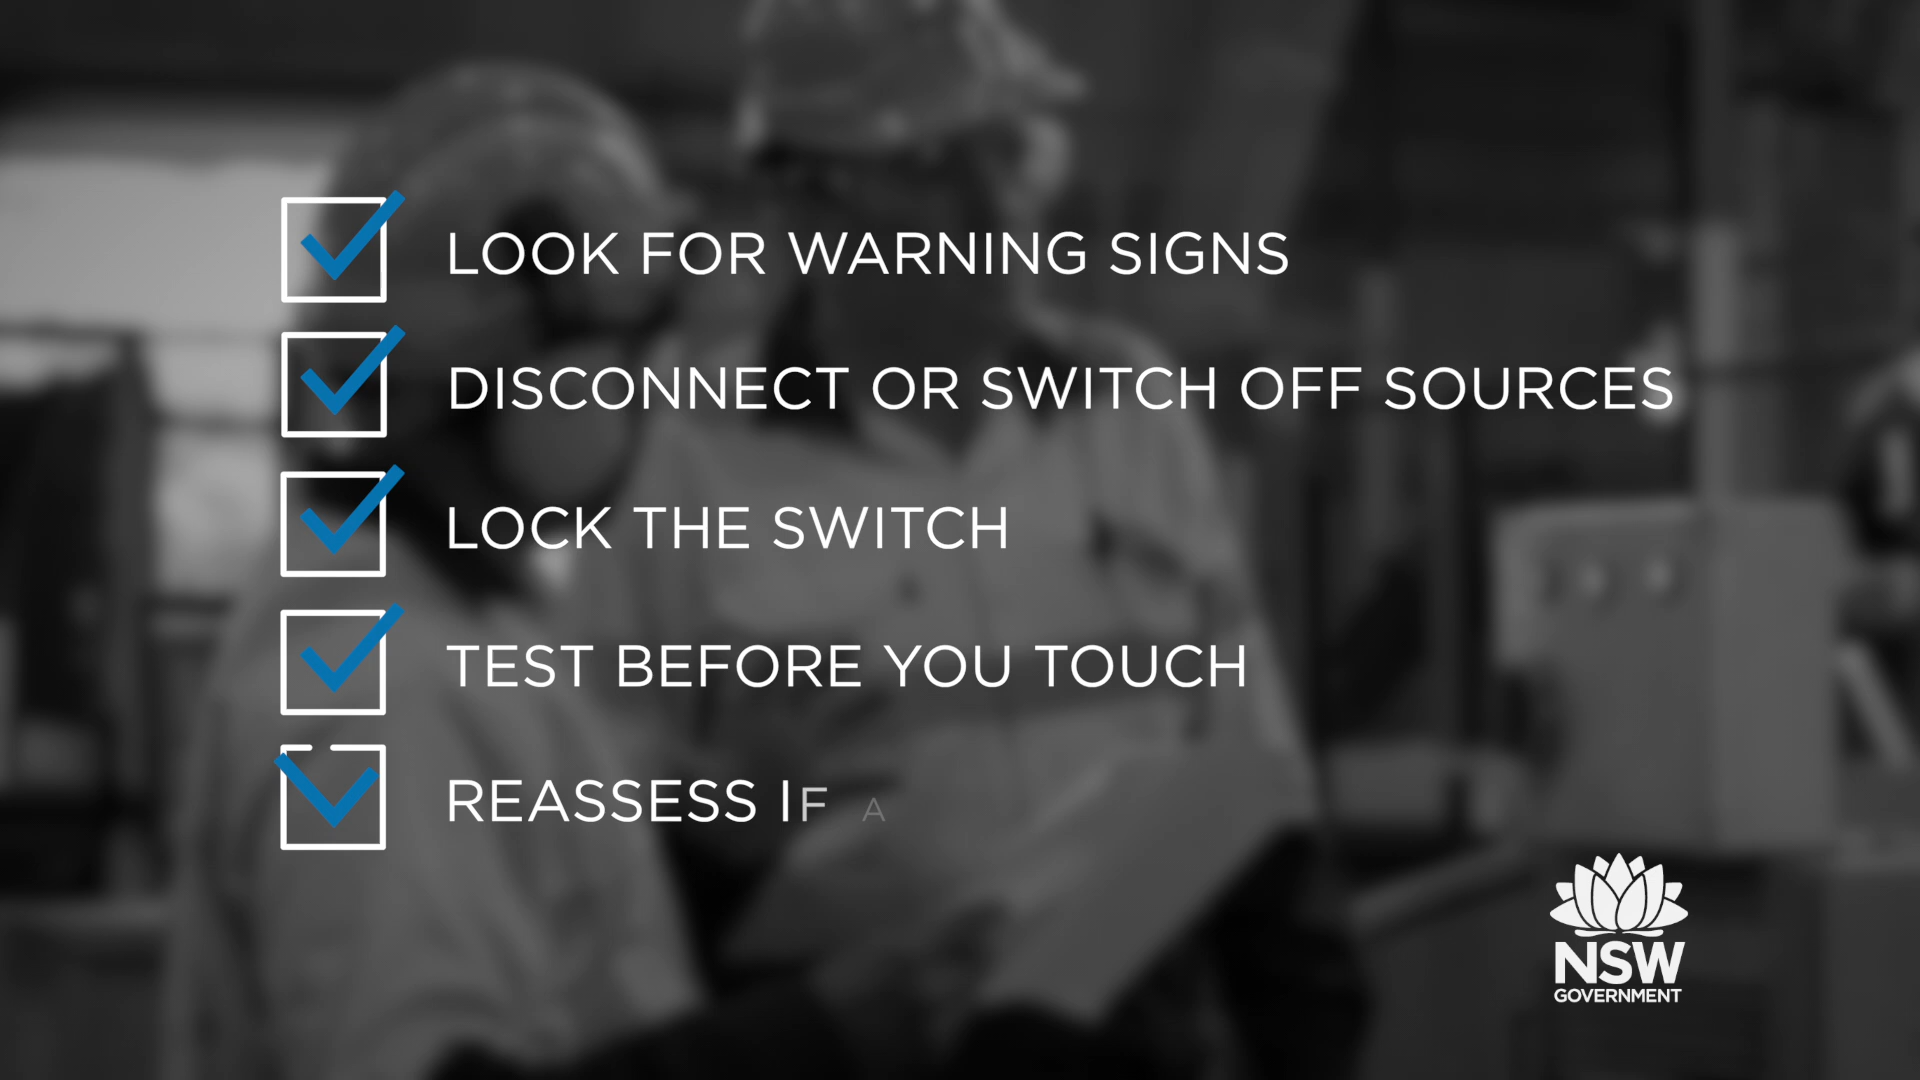 LOOK FOR WARNING SIGNS
DISCONNECT OR SWITCH OFF SOURCES
LOCK THE SWITCH
TEST BEFORE YOU TOUCH
REASSESS IF A
NSW
GOVERNMENT